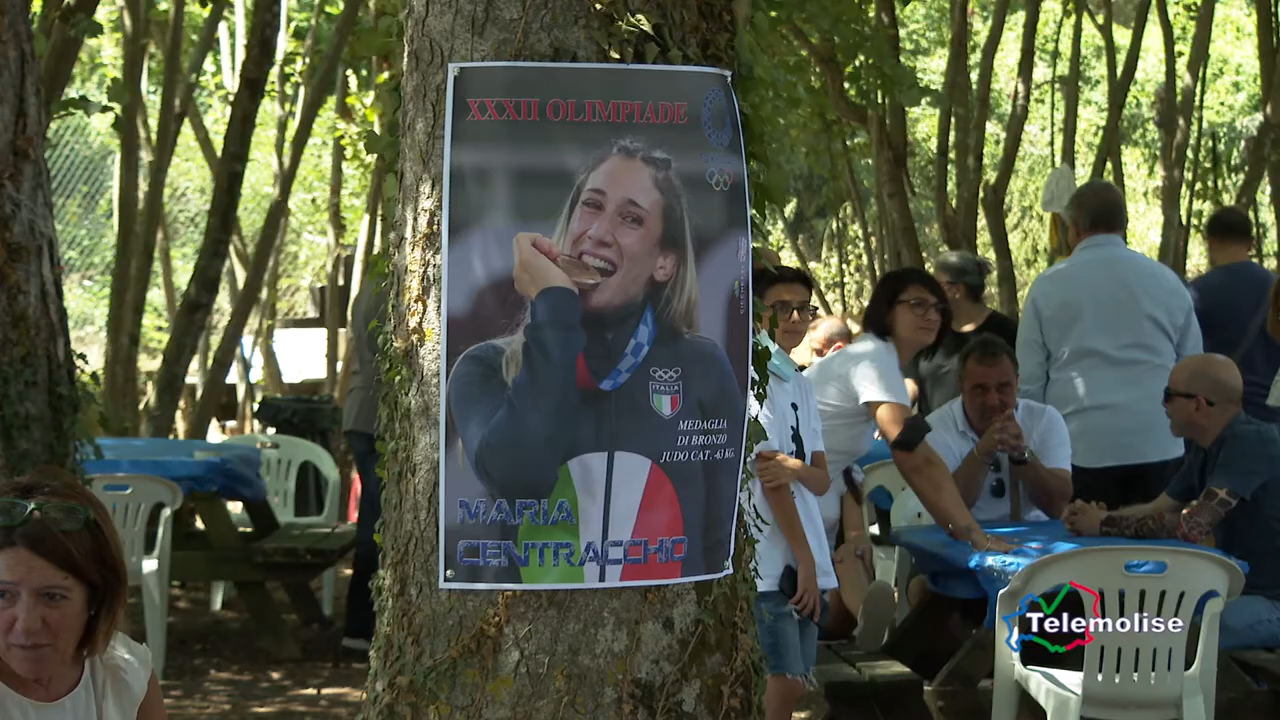 XXXII OLIMPIADE
ITALIA
MEDAGLIA
DI BRONZO
JUDO CAT. -63 KG.
MARIA
CENTRACCHIO
Telemolise